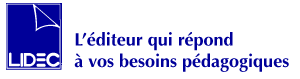 LIDEC
L'éditeur qui répond
à vos besoins pédagogiques